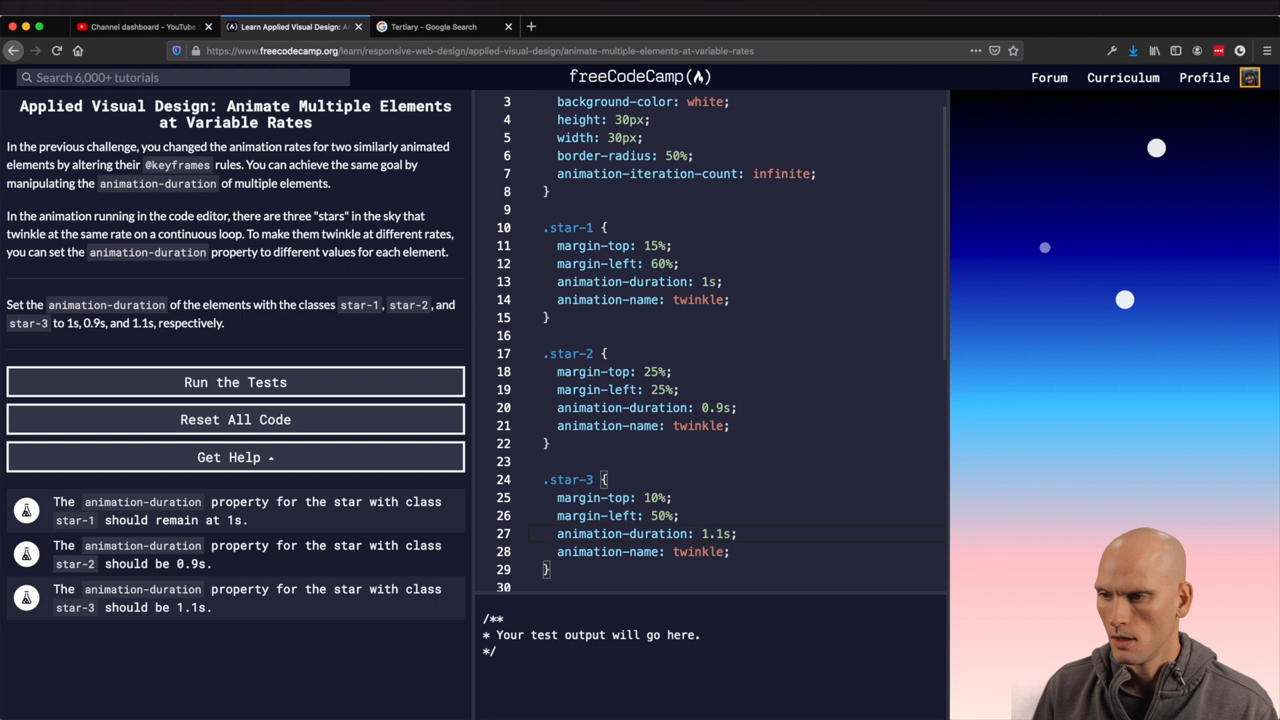 Channel dashboard - YouTube
Learn Applied Visual Design: A
Tertiary - Google Search
https://www.freecodecamp.org/learn/responsive-web-design/applied-visual-design/animate-multiple-elements-at-variable-rates
Search 6,000+ tutorials
freeCodeCamp
Forum
Curriculum
Profile
Applied Visual Design: Animate Multiple Elements
at Variable Rates
In the previous challenge, you changed the animation rates for two similarly animated
elements by altering their @keyframes rules. You can achieve the same goal by
manipulating the animation-duration of multiple elements.
In the animation running in the code editor, there are three "stars" in the sky that
twinkle at the same rate on a continuous loop. To make them twinkle at different rates,
you can set the animation-duration property to different values for each element.
Set the animation-duration of the elements with the classes star-1, star-2, and
star-3 to 1s, 0.9s, and 1.1s, respectively.
Run the Tests
Reset All Code
Get Help
The animation-duration property for the star with class
star-1 should remain at 1s.
The animation-duration property for the star with class
star-2 should be 0.9s.
The animation-duration property for the star with class
star-3 should be 1.1s.
3 background-color: white;
4 height: 30px;
5 width: 30px;
6 border-radius: 50%;
7 animation-iteration-count: infinite;
8 }
9
10 .star-1 {
11 margin-top: 15%;
12 margin-left: 60%;
13 animation-duration: 1s;
14 animation-name: twinkle;
15 }
16
17 .star-2 {
18 margin-top: 25%;
19 margin-left: 25%;
20 animation-duration: 0.9s;
21 animation-name: twinkle;
22 }
23
24 .star-3 {
25 margin-top: 10%;
26 margin-left: 50%;
27 animation-duration: 1.1s;
28 animation-name: twinkle;
29 }
30
/**
* Your test output will go here.
*/